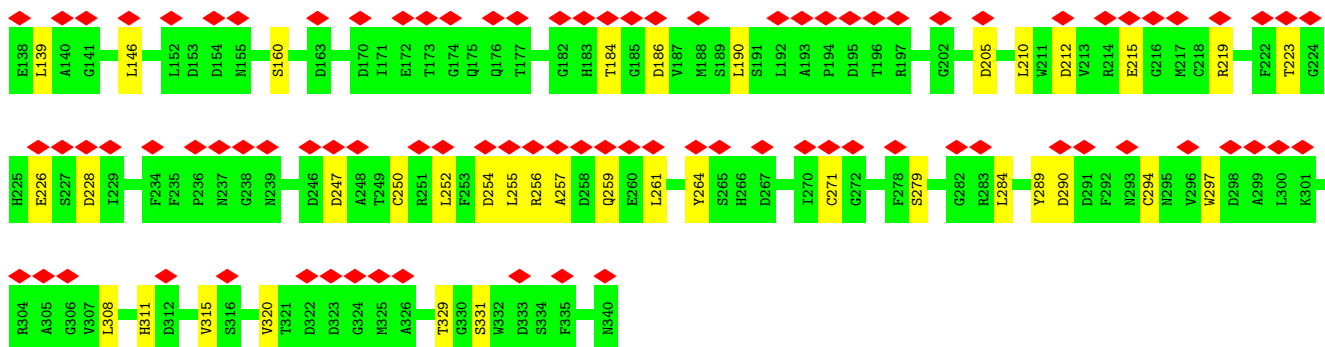 E138 L139 A140 G141 L146 L152 D153 D154 N155 S160 D163 D170 I171 E172 T173 G174 Q175 Q176 T177 G182 H183 T184 G185 D186 V187 M188 S189 L190 S191 L192 A193 P194 D195 T196 R197 G202 D205 L210 W211 D212 V213 R214 E215 G216 M217 C218 R219 F222 T223 G224
H225 E226 S227 D228 I229 F234 F235 P236 N237 G238 N239 D246 D247 A248 T249 C250 R251 L252 F253 D254 L255 R256 A257 D258 Q259 E260 L261 Y264 S265 H266 D267 I270 C271 G272 F278 S279 G282 R283 L284 Y289 D290 D291 F292 N293 C294 N295 V296 W297 D298 A299 L300 K301
R304 A305 G306 V307 L308 H311 D312 V315 S316 V320 T321 D322 D323 G324 M325 A326 T329 G330 S331 W332 D333 S334 F335 N340